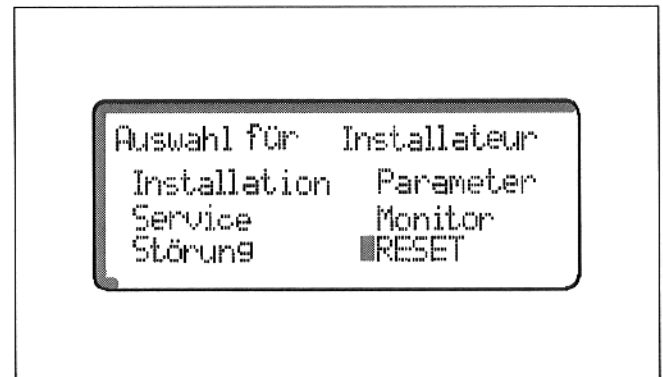 Auswahl für Installateur
Installation Parameter
Service Monitor
Störung RESET